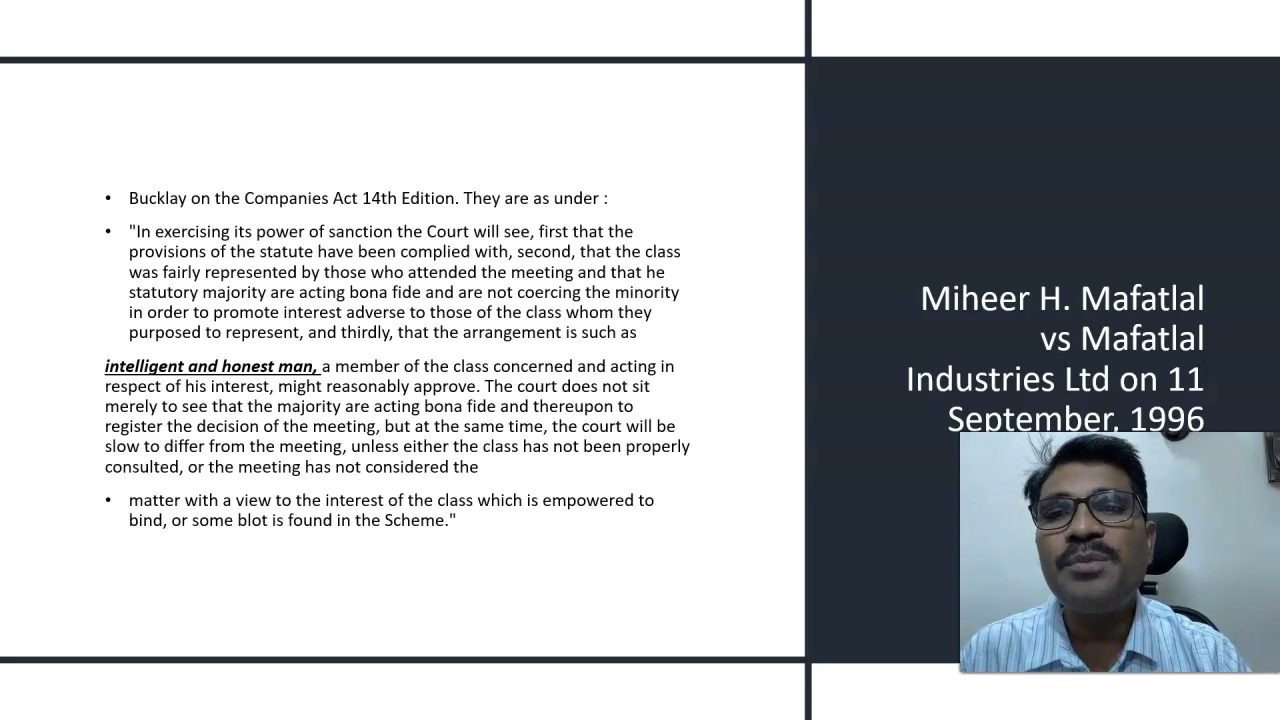 • Bucklay on the Companies Act 14th Edition. They are as under :
• "In exercising its power of sanction the Court will see, first that the
provisions of the statute have been complied with, second, that the class
was fairly represented by those who attended the meeting and that he
statutory majority are acting bona fide and are not coercing the minority
in order to promote interest adverse to those of the class whom they
purposed to represent, and thirdly, that the arrangement is such as
intelligent and honest man, a member of the class concerned and acting in
respect of his interest, might reasonably approve. The court does not sit
merely to see that the majority are acting bona fide and thereupon to
register the decision of the meeting, but at the same time, the court will be
slow to differ from the meeting, unless either the class has not been properly
consulted, or the meeting has not considered the
• matter with a view to the interest of the class which is empowered to
bind, or some blot is found in the Scheme."
Miheer H. Mafatlal
vs Mafatlal
Industries Ltd on 11
September, 1996